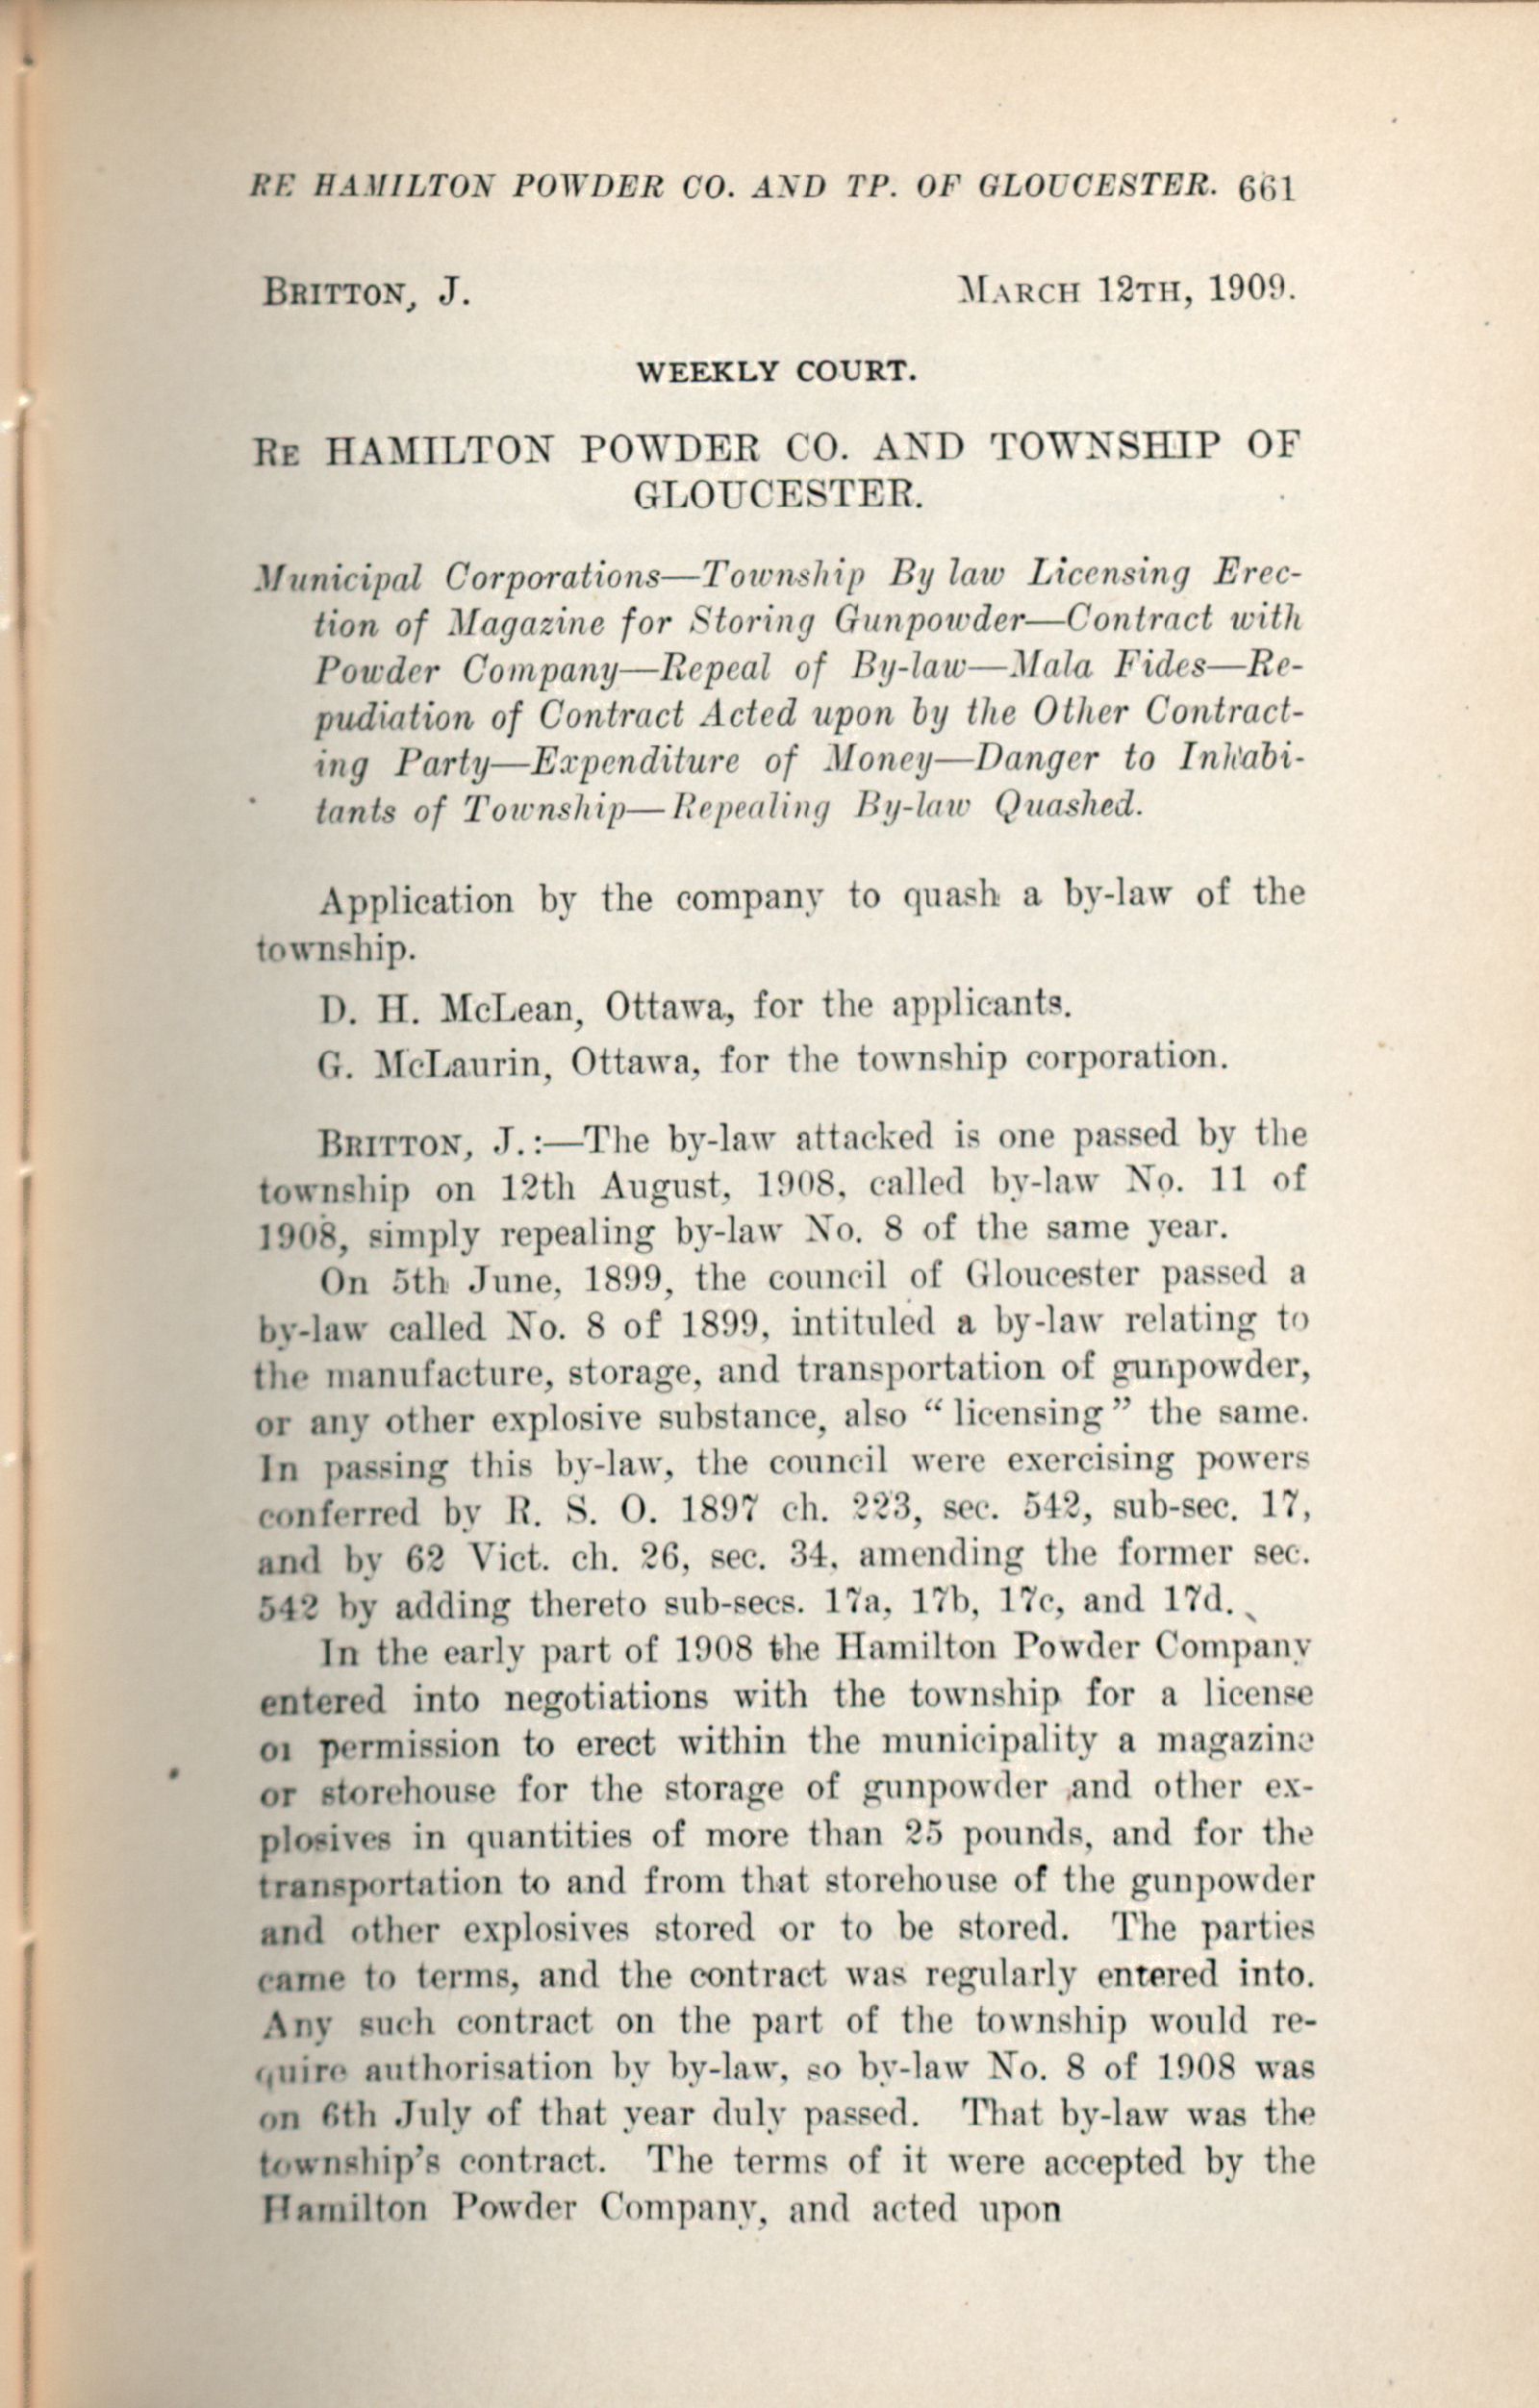 RE HAMILTON POWDER CO. AND TP. OF GLOUCESTER. 661
BRITTON, J.
MARCH 12TH, 1909.
WEEKLY COURT.
RE HAMILTON POWDER CO. AND TOWNSHIP OF
GLOUCESTER.
Municipal Corporations—Township By law Licensing Erec-
tion of Magazine for Storing Gunpowder—Contract with
Powder Company—Repeal of By-law—Mala Fides—Re-
pudiation of Contract Acted upon by the Other Contract-
ing Party—Expenditure of Money—Danger to Inhabi-
tants of Township—Repealing By-law Quashed.
Application by the company to quash a by-law of the
township.
D. H. McLean, Ottawa, for the applicants.
G. McLaurin, Ottawa, for the township corporation.
BRITTON, J.:—The by-law attacked is one passed by the
township on 12th August, 1908, called by-law No. 11 of
1908, simply repealing by-law No. 8 of the same year.
On 5th June, 1899, the council of Gloucester passed a
by-law called No. 8 of 1899, intituled a by-law relating to
the manufacture, storage, and transportation of gunpowder,
or any other explosive substance, also “ licensing ” the same.
In passing this by-law, the council were exercising powers
conferred by R. S. O. 1897 ch. 223, sec. 542, sub-sec. 17,
and by 62 Vict. ch. 26, sec. 34, amending the former sec.
542 by adding thereto sub-secs. 17a, 17b, 17c, and 17d.
In the early part of 1908 the Hamilton Powder Company
entered into negotiations with the township for a license
or permission to erect within the municipality a magazine
or storehouse for the storage of gunpowder and other ex-
plosives in quantities of more than 25 pounds, and for the
transportation to and from that storehouse of the gunpowder
and other explosives stored or to be stored. The parties
came to terms, and the contract was regularly entered into.
Any such contract on the part of the township would re-
quire authorisation by by-law, so by-law No. 8 of 1908 was
on 6th July of that year duly passed. That by-law was the
township's contract. The terms of it were accepted by the
Hamilton Powder Company, and acted upon